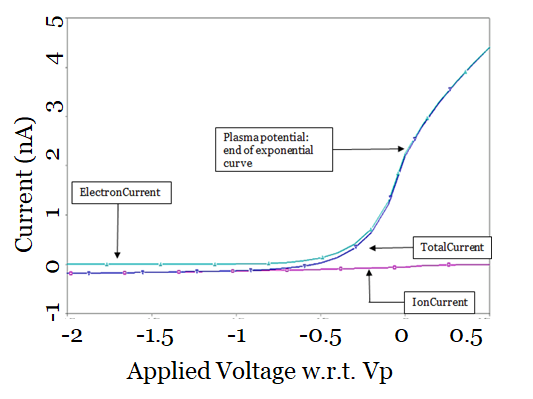 5
4
3
2
1
0
-1
Current (nA)
Plasma potential:
end of exponential
curve
ElectronCurrent
TotalCurrent
IonCurrent
-2
-1.5
-1
-0.5
0
0.5
Applied Voltage w.r.t. Vp